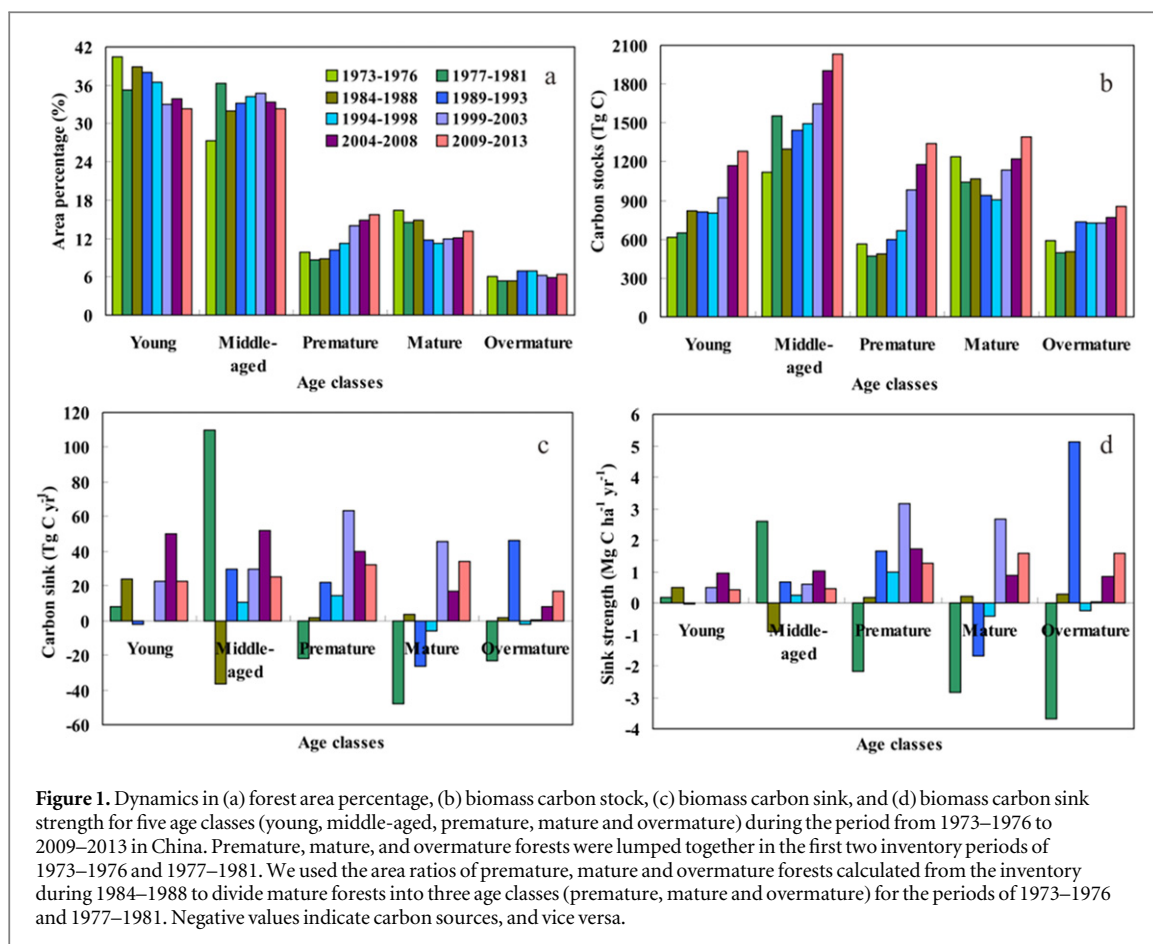 42
36
30
24
18
12
6
0
Area percentage (%)
a
1973-1976 1977-1981
1984-1988 1989-1993
1994-1998 1999-2003
2004-2008 2009-2013
Young Middle-aged Premature Mature Overmature
Age classes
2100
1800
1500
1200
900
600
300
0
Carbon stocks (Tg C)
b
Young Middle-aged Premature Mature Overmature
Age classes
120
100
80
60
40
20
0
-20
-40
-60
Carbon sink (Tg C yr-1)
c
Young Middle-aged Premature Mature Overmature
Age classes
6
5
4
3
2
1
0
-1
-2
-3
-4
Sink strength (Mg C ha-1 yr-1)
d
Young Middle-aged Premature Mature Overmature
Age classes
Figure 1. Dynamics in (a) forest area percentage, (b) biomass carbon stock, (c) biomass carbon sink, and (d) biomass carbon sink
strength for five age classes (young, middle-aged, premature, mature and overmature) during the period from 1973–1976 to
2009–2013 in China. Premature, mature, and overmature forests were lumped together in the first two inventory periods of
1973–1976 and 1977–1981. We used the area ratios of premature, mature and overmature forests calculated from the inventory
during 1984–1988 to divide mature forests into three age classes (premature, mature and overmature) for the periods of 1973–1976
and 1977–1981. Negative values indicate carbon sources, and vice versa.